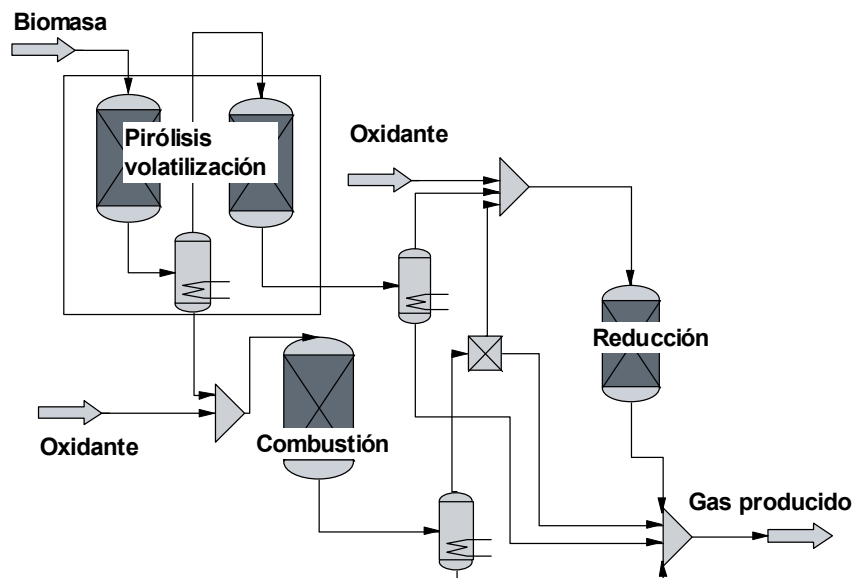 Biomasa
Pirólisis
volatilización
Oxidante
Reducción
Oxidante
Combustión
Gas producido